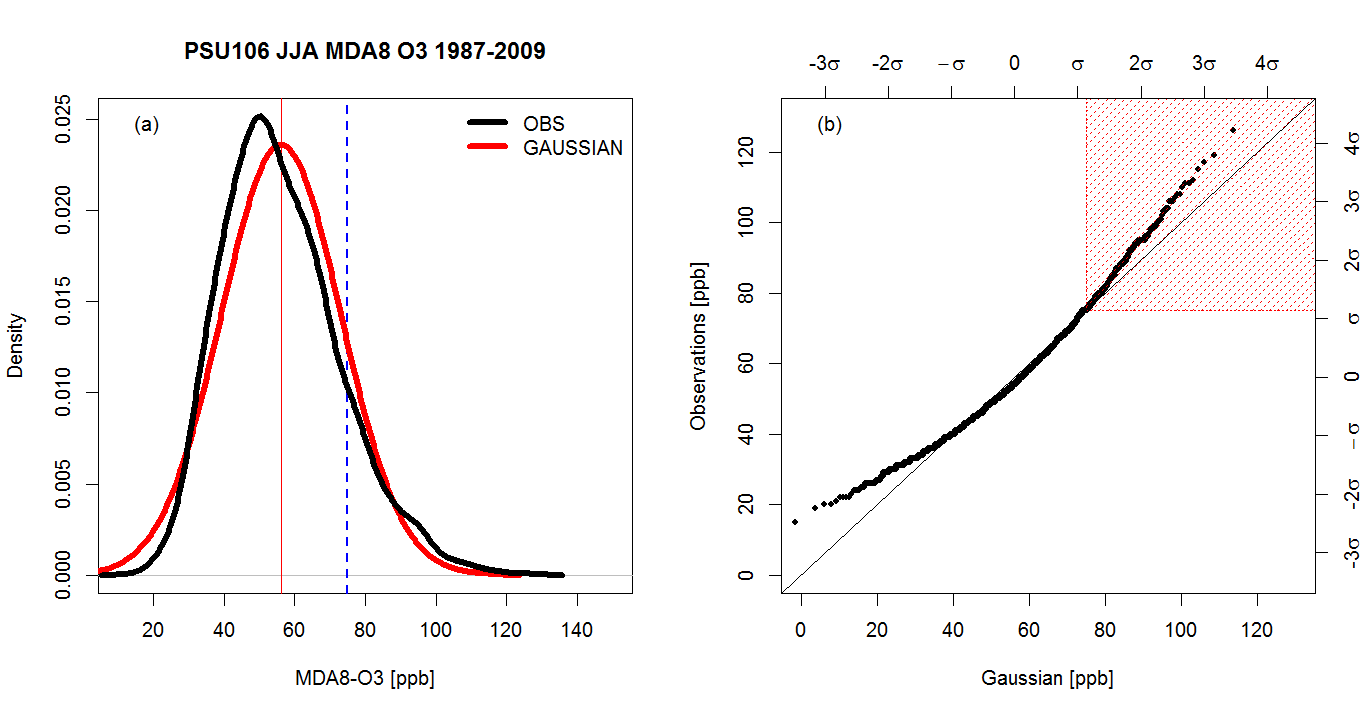 PSU106 JJA MDA8 O3 1987-2009
(a)
OBS
GAUSSIAN
Density
0.000
0.005
0.010
0.015
0.020
0.025
20 40 60 80 100 120 140
MDA8-O3 [ppb]
-3σ -2σ −σ 0 σ 2σ 3σ 4σ
(b)
Observations [ppb]
0
20
40
60
80
100
120
4σ
3σ
2σ
σ
0
−σ
-2σ
-3σ
0 20 40 60 80 100 120
Gaussian [ppb]